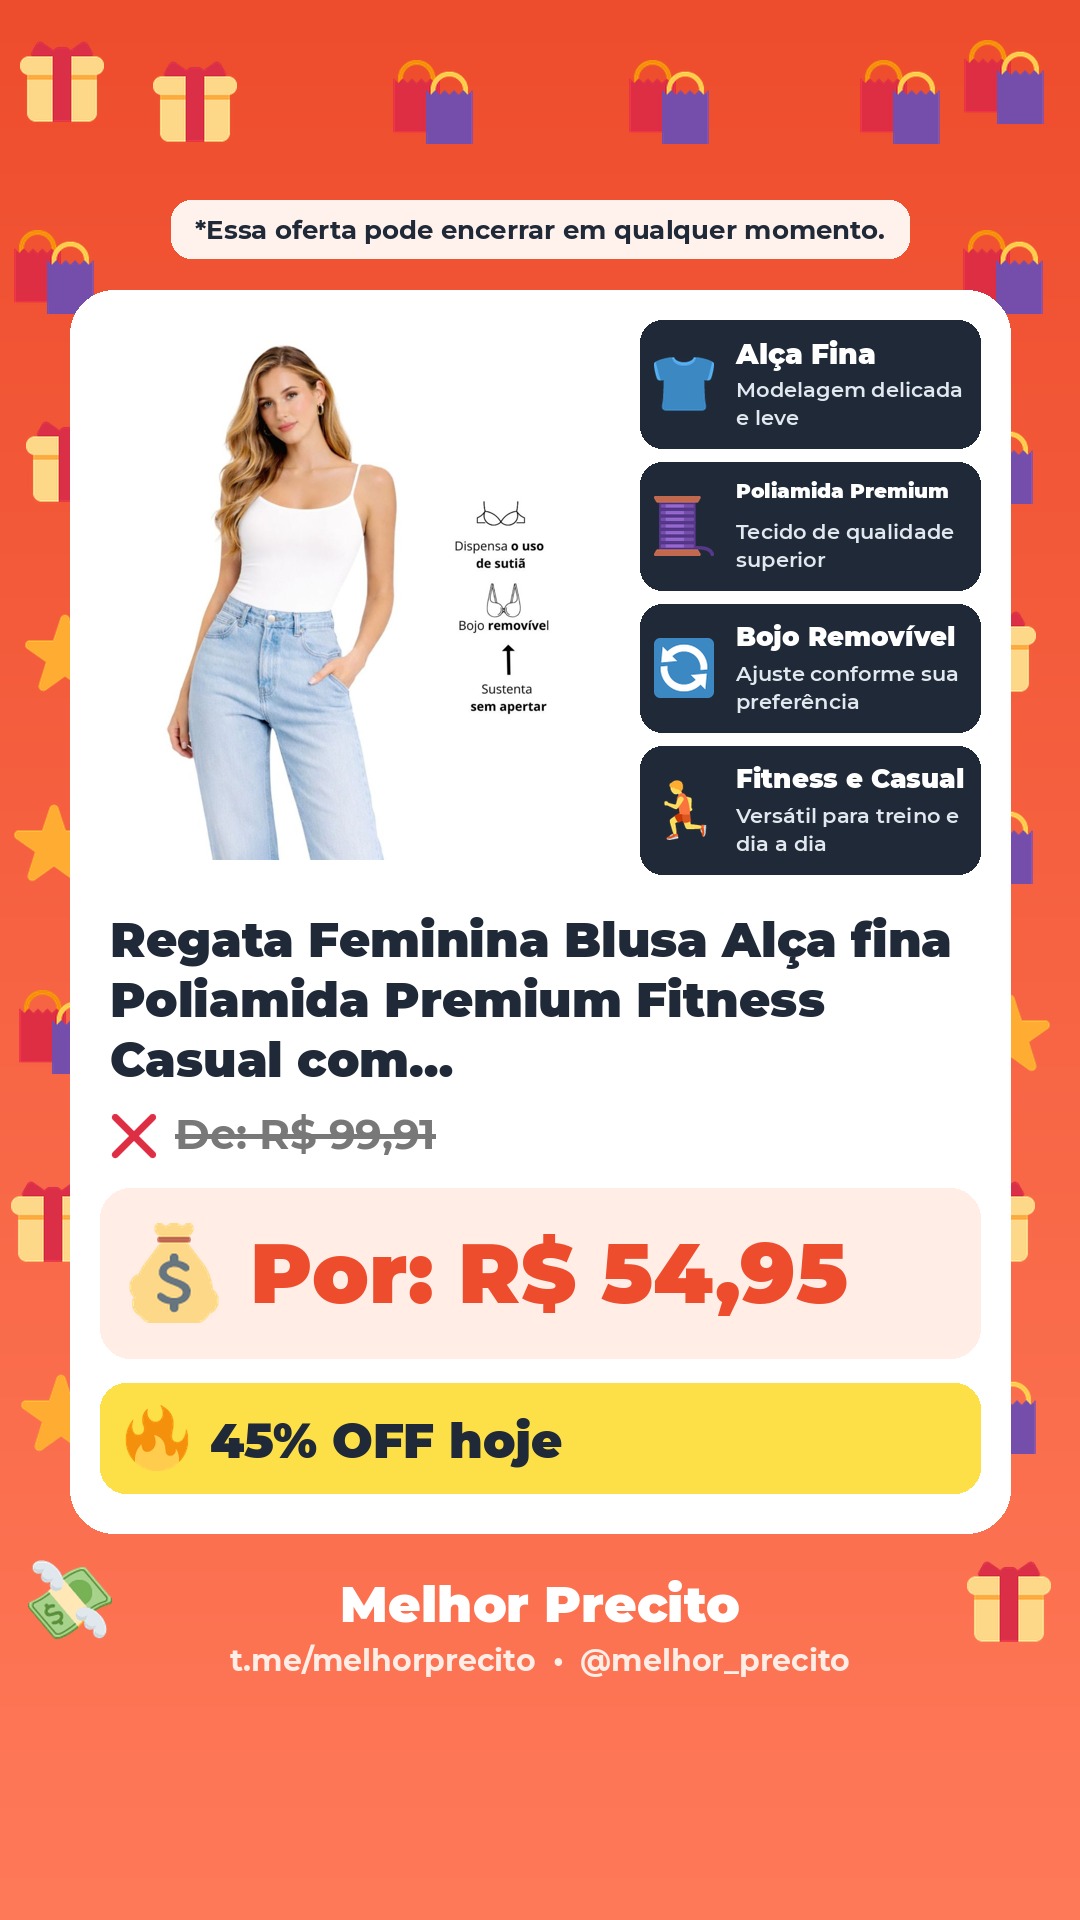 *Essa oferta pode encerrar em qualquer momento.
Dispensa o uso
de sutiã
Bojo removível
Sustenta
sem apertar
Alça Fina
Modelagem delicada
e leve
Poliamida Premium
Tecido de qualidade
superior
Bojo Removível
Ajuste conforme sua
preferência
Fitness e Casual
Versátil para treino e
dia a dia
Regata Feminina Blusa Alça fina
Poliamida Premium Fitness
Casual com...
De: R$ 99,91
Por: R$ 54,95
45% OFF hoje
Melhor Precito
t.me/melhorprecito • @melhor_precito